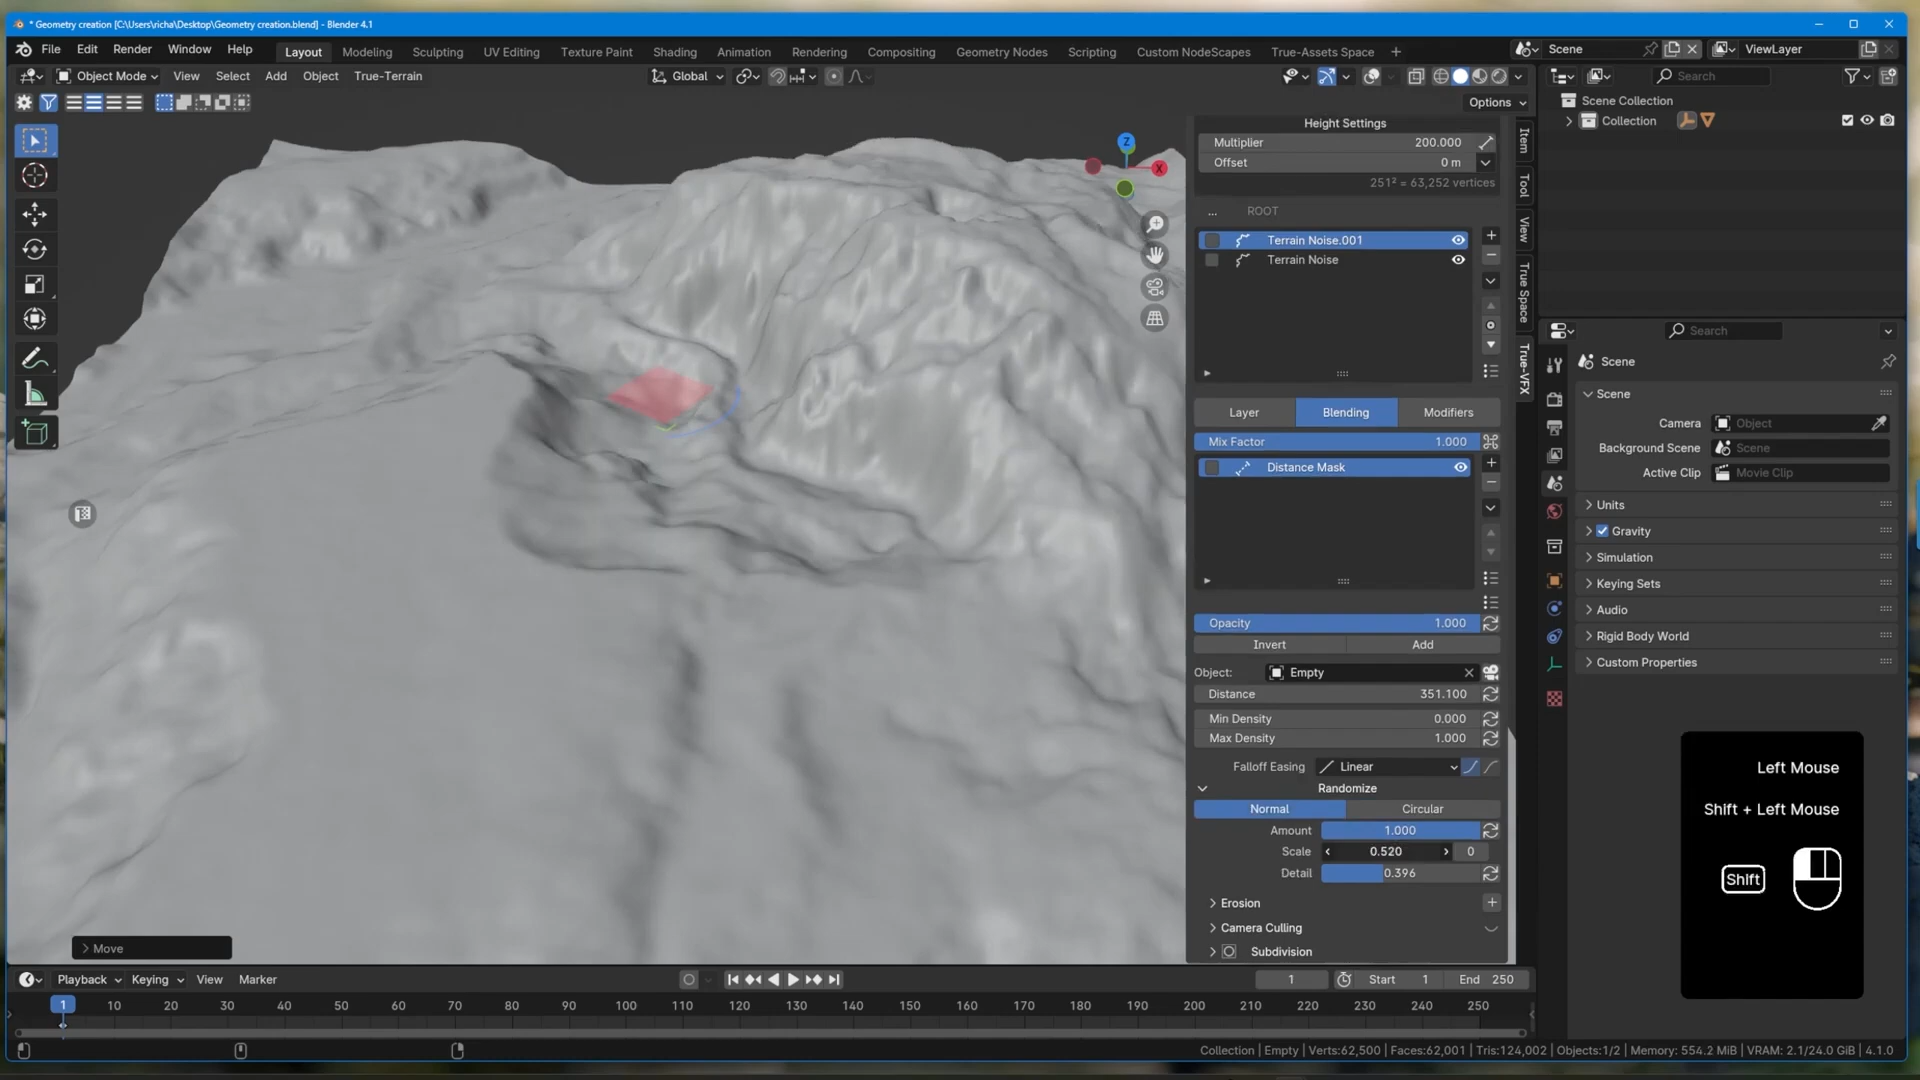 * Geometry creation [C:\Users\richa\Desktop\Geometry creation.blend] - Blender 4.1
File Edit Render Window Help Layout Modeling Sculpting UV Editing Texture Paint Shading Animation Rendering Compositing Geometry Nodes Scripting Custom NodeScapes True-Assets Space + Scene ViewLayer
Object Mode View Select Add Object True-Terrain Global Search
Options
Scene Collection
Collection
Height Settings
Multiplier 200.000
Offset 0 m
251² = 63,252 vertices
... ROOT
Terrain Noise.001
Terrain Noise
Layer Blending Modifiers
Mix Factor 1.000
Distance Mask
Opacity 1.000
Invert Add
Object: Empty
Distance 351.100
Min Density 0.000
Max Density 1.000
Falloff Easing Linear
Randomize
Normal Circular
Amount 1.000
Scale 0.520 0
Detail 0.396
Erosion
Camera Culling
Subdivision
Item
Tool
View
True Space
True-VFX
Z
X
Search
Scene
Scene
Camera Object
Background Scene Scene
Active Clip Movie Clip
Units
Gravity
Simulation
Keying Sets
Audio
Rigid Body World
Custom Properties
Left Mouse
Shift + Left Mouse
Shift
Move
Playback Keying View Marker 1 Start 1 End 250
1 10 20 30 40 50 60 70 80 90 100 110 120 130 140 150 160 170 180 190 200 210 220 230 240 250
Collection | Empty | Verts:62,500 | Faces:62,001 | Tris:124,002 | Objects:1/2 | Memory: 554.2 MiB | VRAM: 2.1/24.0 GiB | 4.1.0